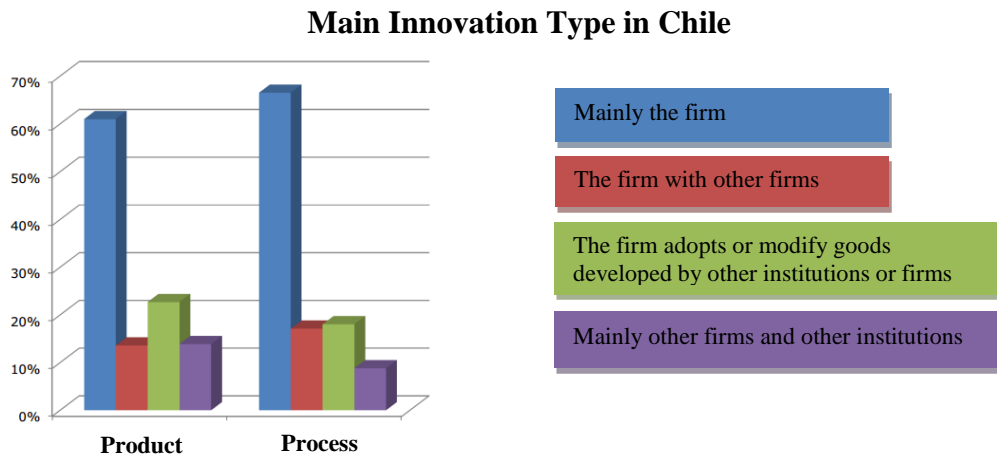 Main Innovation Type in Chile
70%
60%
50%
40%
30%
20%
10%
0%
Product
Process
Mainly the firm
The firm with other firms
The firm adopts or modify goods
developed by other institutions or firms
Mainly other firms and other institutions